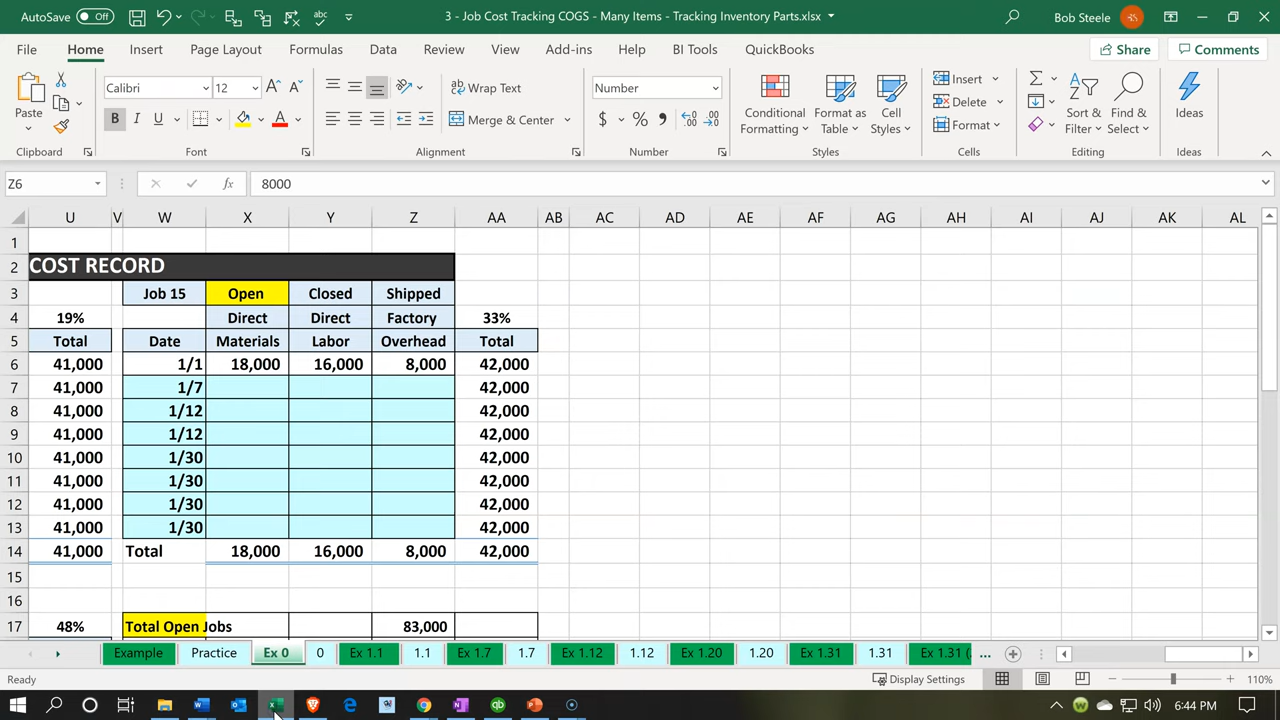 AutoSave Off
3 - Job Cost Tracking COGS - Many Items - Tracking Inventory Parts.xlsx
Bob Steele
File Home Insert Page Layout Formulas Data Review View Add-ins Help BI Tools QuickBooks Share Comments
Calibri 12 Wrap Text Number Insert
Paste Conditional Formatting Format as Table Cell Styles Delete Sort & Filter Find & Select Ideas
B I U A Merge & Center $ % , Format
Clipboard Font Alignment Number Styles Cells Editing Ideas
Z6 fx 8000
U V W X Y Z AA AB AC AD AE AF AG AH AI AJ AK AL
1
2 COST RECORD
3 Job 15 Open Closed Shipped
4 19% Direct Direct Factory 33%
5 Total Date Materials Labor Overhead Total
6 41,000 1/1 18,000 16,000 8,000 42,000
7 41,000 1/7 42,000
8 41,000 1/12 42,000
9 41,000 1/12 42,000
10 41,000 1/30 42,000
11 41,000 1/30 42,000
12 41,000 1/30 42,000
13 41,000 1/30 42,000
14 41,000 Total 18,000 16,000 8,000 42,000
15
16
17 48% Total Open Jobs 83,000
Example Practice Ex 0 0 Ex 1.1 1.1 Ex 1.7 1.7 Ex 1.12 1.12 Ex 1.20 1.20 Ex 1.31 1.31 Ex 1.31 (. ...
Ready Display Settings 110%
6:44 PM